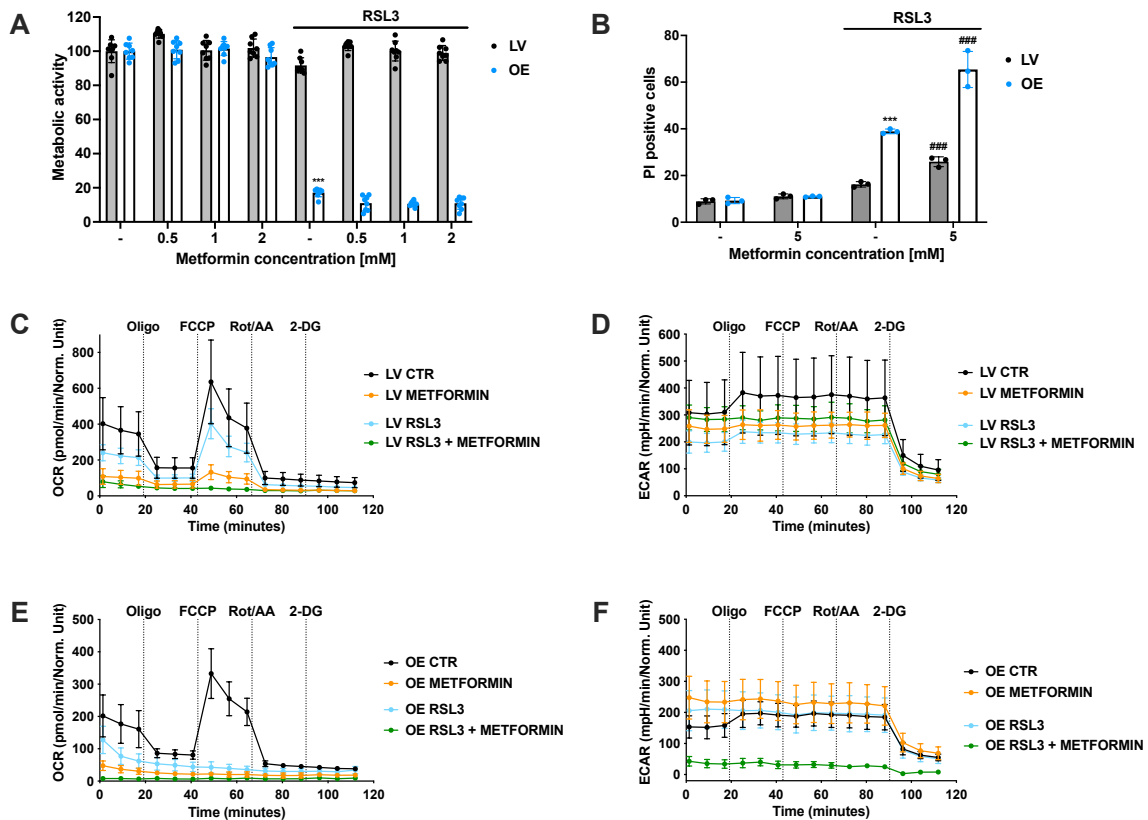 A
RSL3
Metabolic activity
120
100
80
60
40
20
0
***
- 0.5 1 2 - 0.5 1 2
Metformin concentration [mM]
LV
OE
B
RSL3
PI positive cells
80
60
40
20
0
***
###
###
- 5 - 5
Metformin concentration [mM]
LV
OE
C
Oligo FCCP Rot/AA 2-DG
OCR (pmol/min/Norm. Unit)
1000
800
600
400
200
0
0 20 40 60 80 100 120
Time (minutes)
LV CTR
LV METFORMIN
LV RSL3
LV RSL3 + METFORMIN
D
Oligo FCCP Rot/AA 2-DG
ECAR (mpH/min/Norm. Unit)
600
500
400
300
200
100
0
0 20 40 60 80 100 120
Time (minutes)
LV CTR
LV METFORMIN
LV RSL3
LV RSL3 + METFORMIN
E
Oligo FCCP Rot/AA 2-DG
OCR (pmol/min/Norm. Unit)
500
400
300
200
100
0
0 20 40 60 80 100 120
Time (minutes)
OE CTR
OE METFORMIN
OE RSL3
OE RSL3 + METFORMIN
F
Oligo FCCP Rot/AA 2-DG
ECAR (mpH/min/Norm. Unit)
500
400
300
200
100
0
0 20 40 60 80 100 120
Time (minutes)
OE CTR
OE METFORMIN
OE RSL3
OE RSL3 + METFORMIN